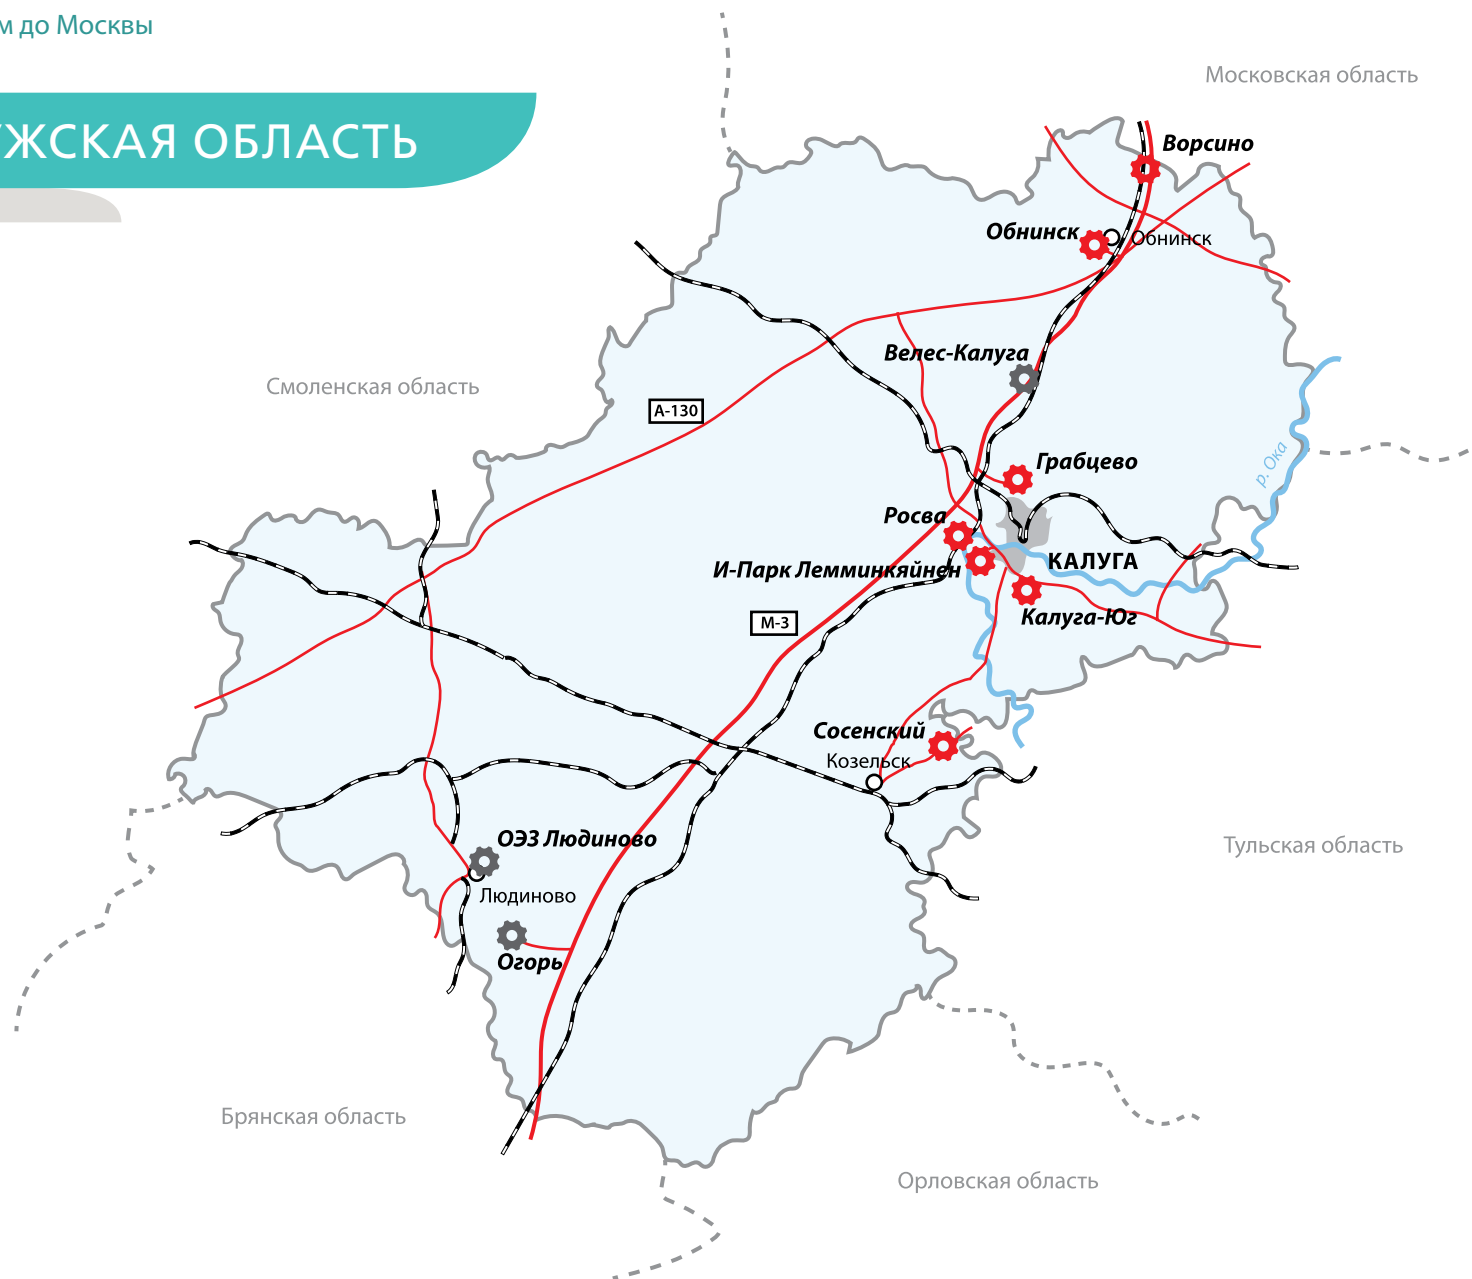 м до Москвы
Московская область
ЖСКАЯ ОБЛАСТЬ
Ворсино
Обнинск
Обнинск
Велес-Калуга
Смоленская область
А-130
р. Ока
Грабцево
Росва
КАЛУГА
И-Парк Лемминкяйнен
Калуга-Юг
М-3
Сосенский
Козельск
ОЭЗ Людиново
Тульская область
Людиново
Огорь
Брянская область
Орловская область